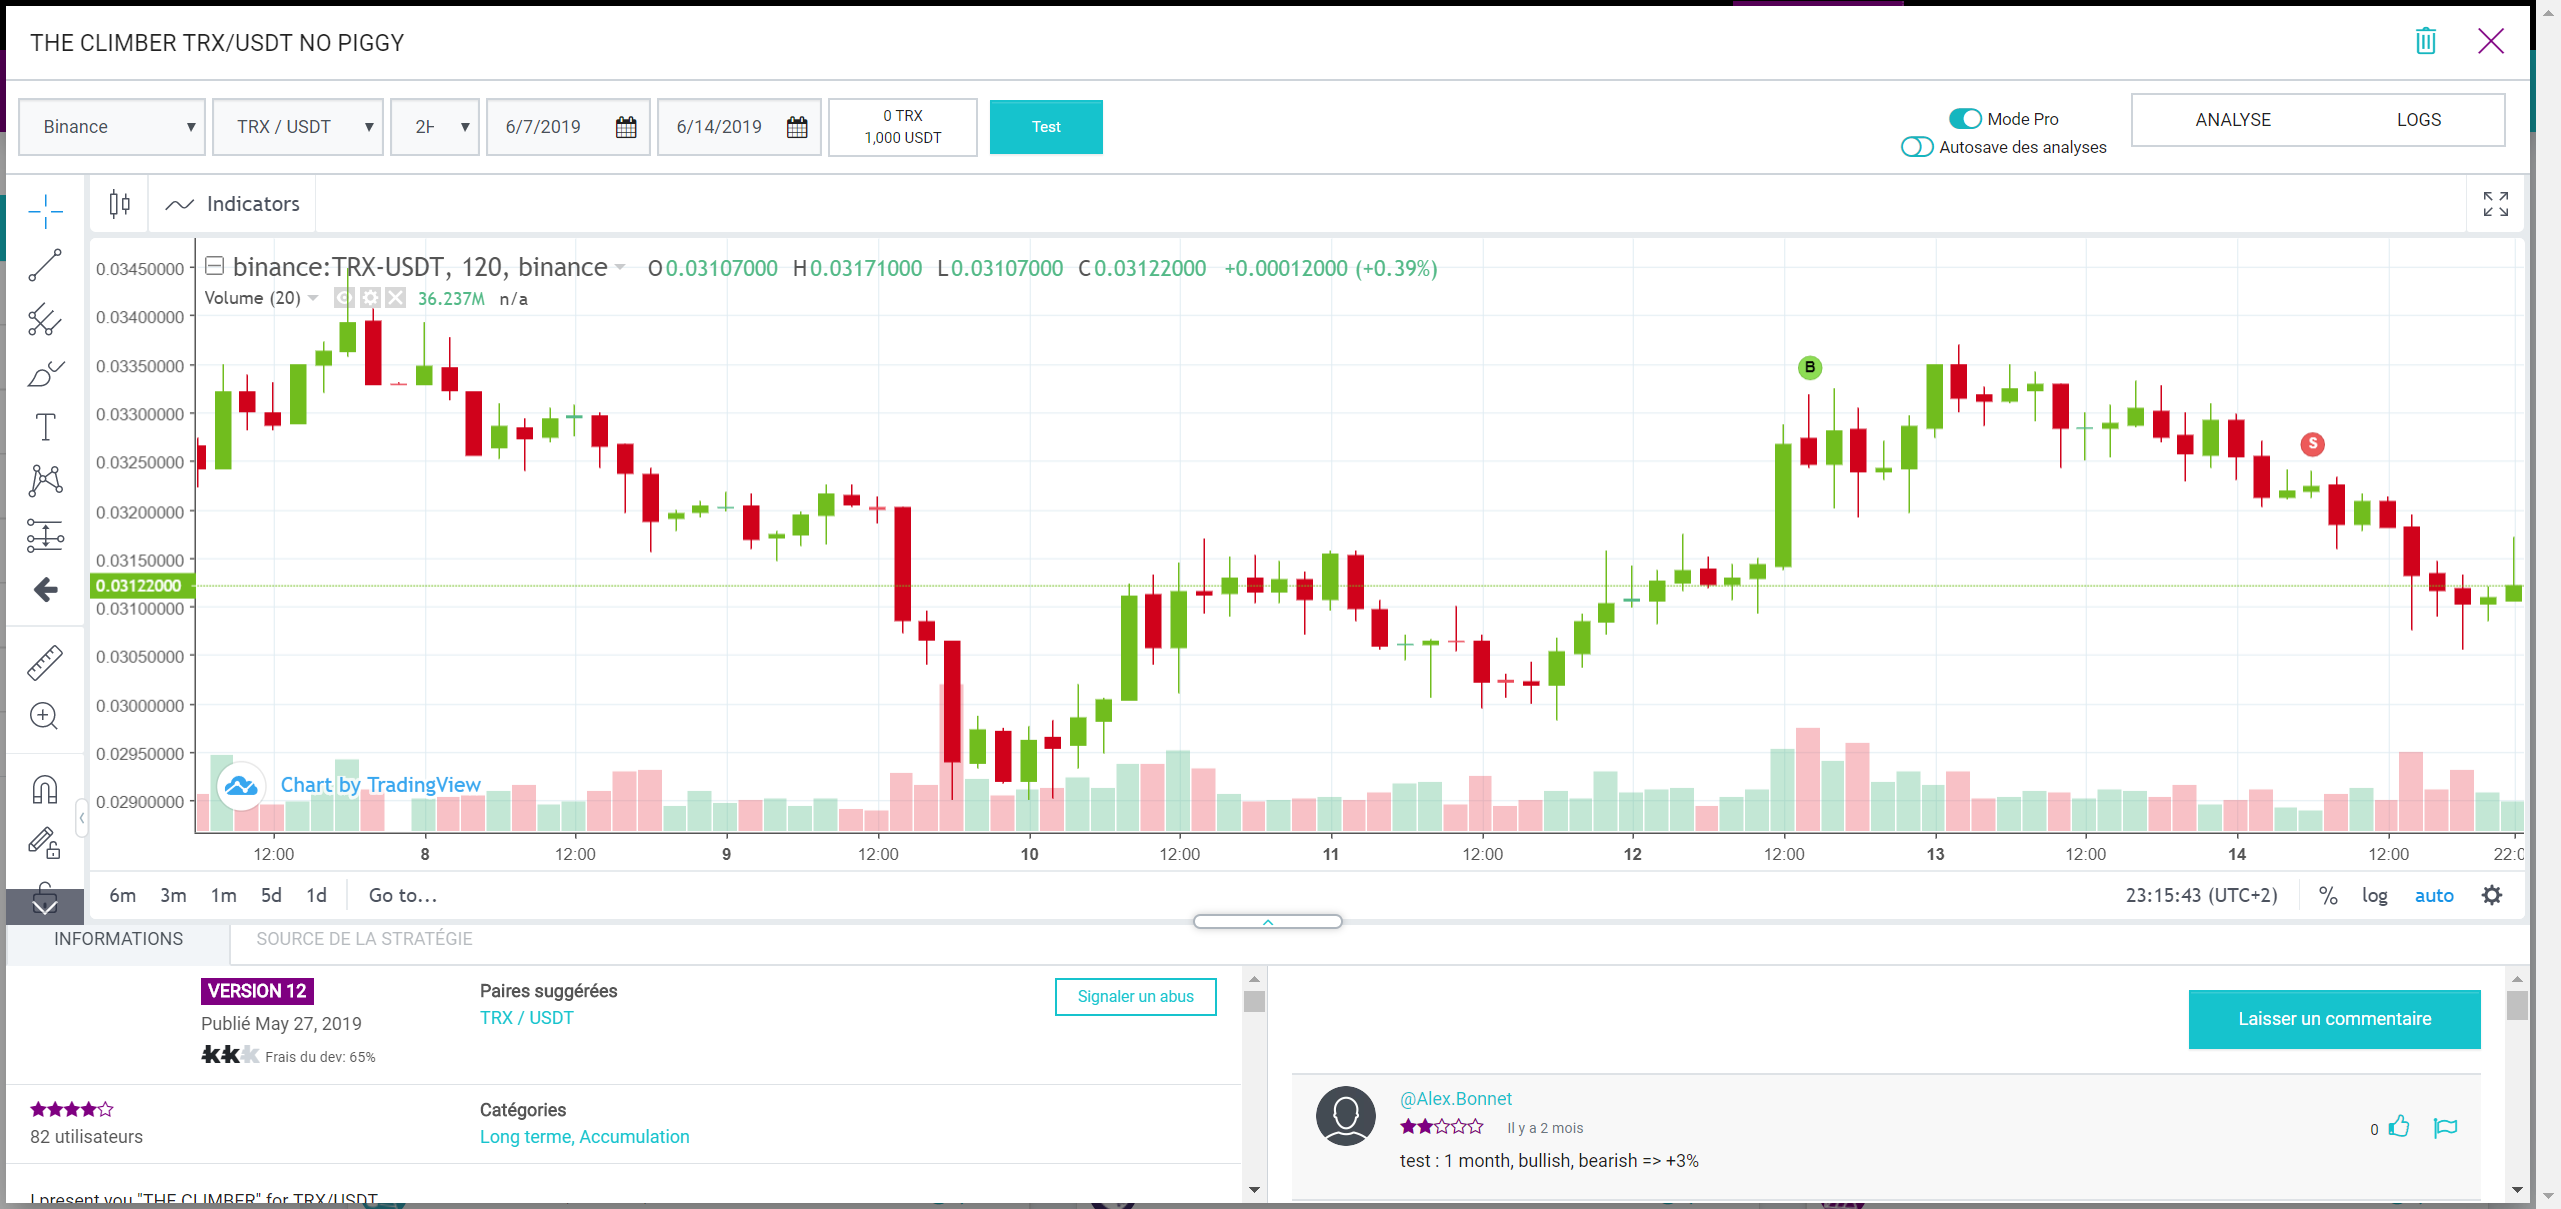 THE CLIMBER TRX/USDT NO PIGGY
Binance
TRX / USDT
6/7/2019
6/14/2019
0 TRX
1,000 USDT
Test
Mode Pro
Autosave des analyses
ANALYSE
LOGS
Indicators
binance:TRX-USDT, 120, binance O0.03107000 H0.03171000 L0.03107000 C0.03122000 +0.00012000 (+0.39%)
Volume (20) 36.237M n/a
0.03450000
0.03400000
0.03350000
0.03300000
0.03250000
0.03200000
0.03150000
0.03122000
0.03100000
0.03050000
0.03000000
0.02950000
0.02900000
B
S
Chart by TradingView
12:00 8 12:00 9 12:00 10 12:00 11 12:00 12 12:00 13 12:00 14 12:00
6m 3m 1m 5d 1d Go to...
23:15:43 (UTC+2) % log auto
INFORMATIONS
SOURCE DE LA STRATÉGIE
VERSION 12
Publié May 27, 2019
Frais du dev: 65%
Paires suggérées
TRX / USDT
Signaler un abus
82 utilisateurs
Catégories
Long terme, Accumulation
I present you "THE CLIMBER" for TRX/USDT
Laisser un commentaire
@Alex.Bonnet
Il y a 2 mois
0
test : 1 month, bullish, bearish => +3%